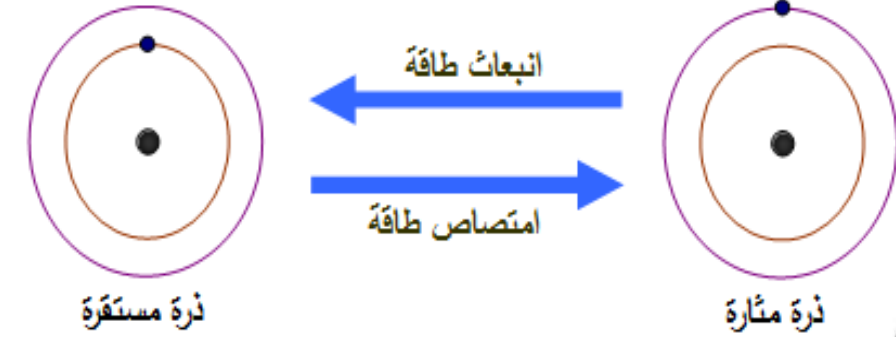 انبعاث طاقة
امتصاص طاقة
ذرة مثارة
ذرة مستقرة